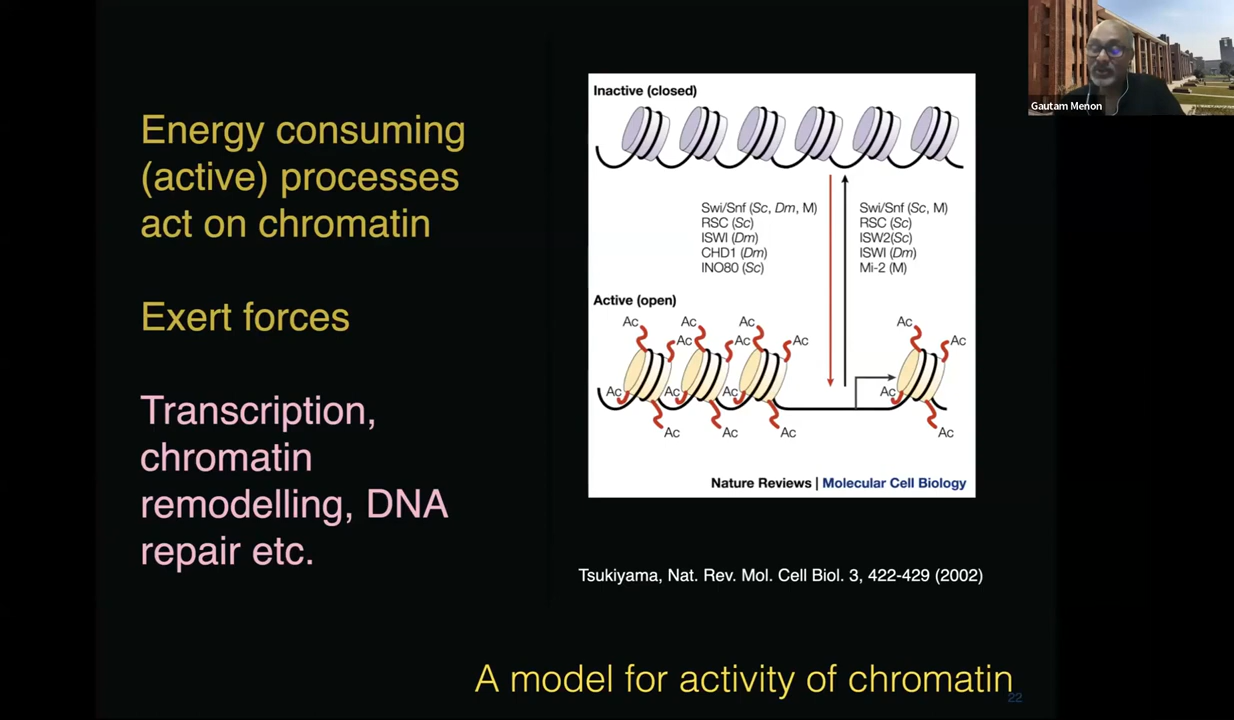 Energy consuming
(active) processes
act on chromatin
Exert forces
Transcription,
chromatin
remodelling, DNA
repair etc.
Inactive (closed)
Swi/Snf (Sc, Dm, M)
RSC (Sc)
ISWI (Dm)
CHD1 (Dm)
INO80 (Sc)
Swi/Snf (Sc, M)
RSC (Sc)
ISW2(Sc)
ISWI (Dm)
Mi-2 (M)
Active (open)
Ac Ac Ac Ac
Ac Ac Ac Ac
Ac Ac Ac Ac
Ac Ac Ac Ac
Nature Reviews | Molecular Cell Biology
Tsukiyama, Nat. Rev. Mol. Cell Biol. 3, 422-429 (2002)
A model for activity of chromatin
22
Gautam Menon